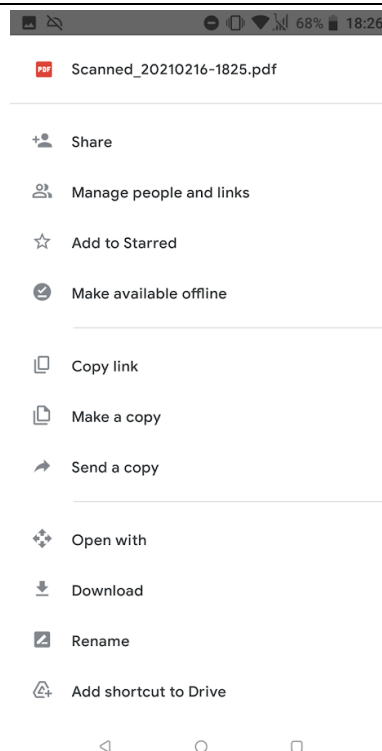 68% 18:26
PDF Scanned_20210216-1825.pdf
Share
Manage people and links
Add to Starred
Make available offline
Copy link
Make a copy
Send a copy
Open with
Download
Rename
Add shortcut to Drive